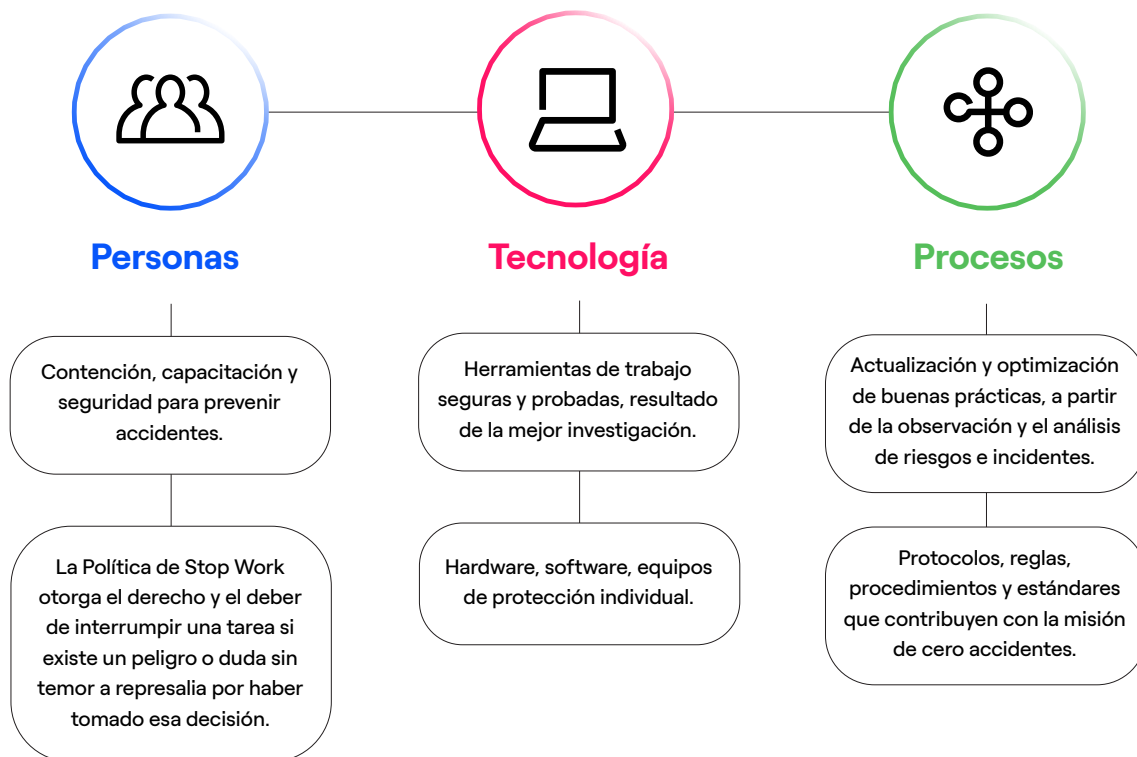 Personas
Contención, capacitación y
seguridad para prevenir
accidentes.
La Política de Stop Work
otorga el derecho y el deber
de interrumpir una tarea si
existe un peligro o duda sin
temor a represalia por haber
tomado esa decisión.
Tecnología
Herramientas de trabajo
seguras y probadas, resultado
de la mejor investigación.
Hardware, software, equipos
de protección individual.
Procesos
Actualización y optimización
de buenas prácticas, a partir
de la observación y el análisis
de riesgos e incidentes.
Protocolos, reglas,
procedimientos y estándares
que contribuyen con la misión
de cero accidentes.